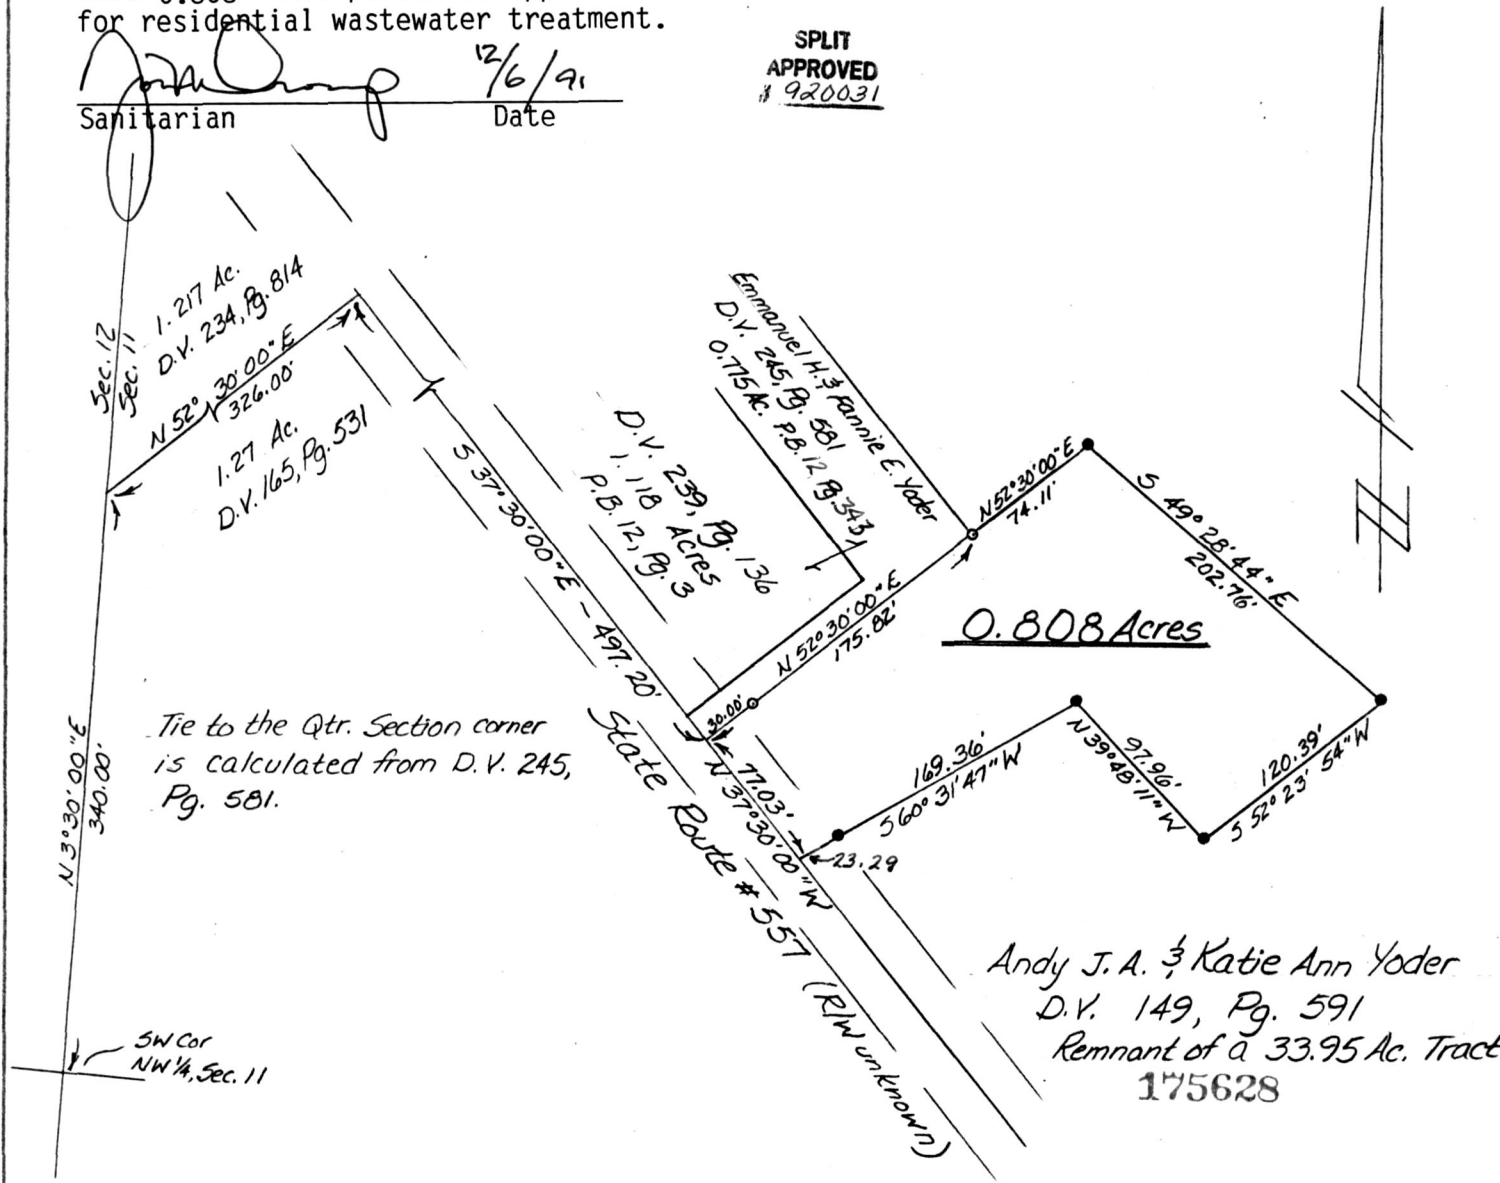 for residential wastewater treatment.
12/6/91
Sanitarian Date
SPLIT
APPROVED
# 920031
Sec. 12
Sec. 11
1.217 Ac.
D.V. 234, Pg. 814
N 52° 30' 00" E
326.00'
1.27 Ac.
D.V. 165, Pg. 531
S 37° 30' 00" E - 497.20'
D.V. 239, Pg. 136
1.118 Acres
P.B. 12, Pg. 3
Emmanuel H. & Fannie E. Yoder
D.V. 245, Pg. 581
0.775 Ac. P.B. 12 Pg. 343
N 52° 30' 00" E
74.11'
S 49° 28' 44" E
202.76'
N 52° 30' 00" E
175.82'
0.808 Acres
30.00'
N
Tie to the Qtr. Section corner
is calculated from D.V. 245,
Pg. 581.
N 3° 30' 00" E
340.00'
77.03'
N 37° 30' 00" W
169.36'
S 60° 31' 47" W
97.96'
N 39° 48' 11" W
120.39'
S 52° 23' 54" W
23.29
State Route # 557 (R/W unknown)
Andy J. A. & Katie Ann Yoder
D.V. 149, Pg. 591
Remnant of a 33.95 Ac. Tract
175628
SW Cor
NW ¼, Sec. 11